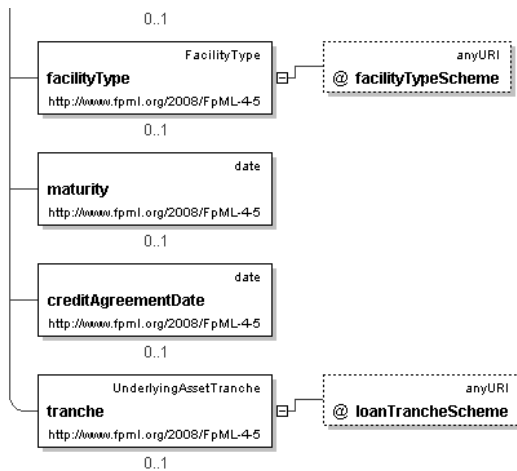 0..1
FacilityType
facilityType
http://www.fpml.org/2008/FpML-4-5
anyURI
@ facilityTypeScheme
0..1
date
maturity
http://www.fpml.org/2008/FpML-4-5
0..1
date
creditAgreementDate
http://www.fpml.org/2008/FpML-4-5
0..1
UnderlyingAssetTranche
tranche
http://www.fpml.org/2008/FpML-4-5
anyURI
@ loanTrancheScheme
0..1